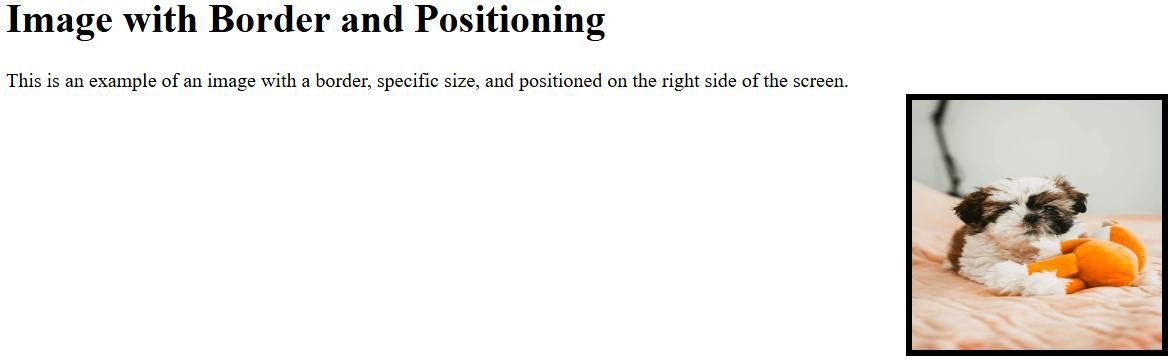 Image with Border and Positioning
This is an example of an image with a border, specific size, and positioned on the right side of the screen.